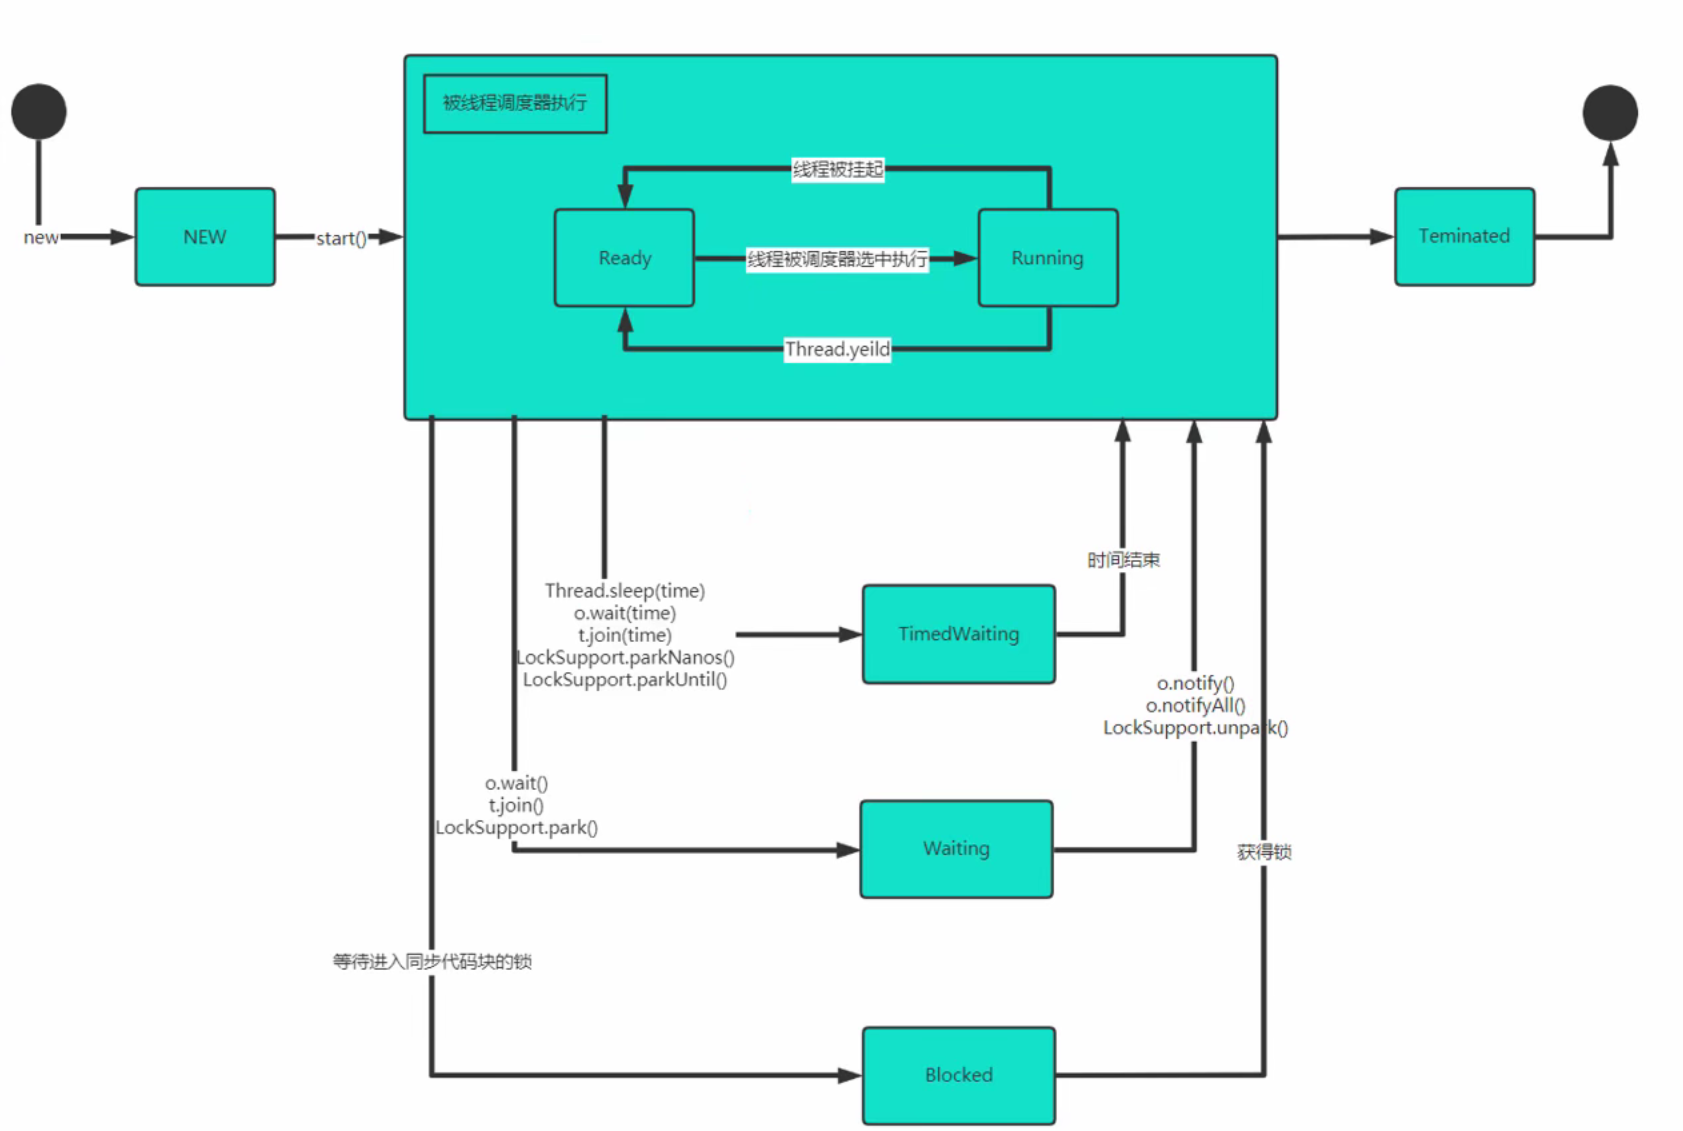 被线程调度器执行
线程被挂起
new
NEW
start()
Ready
线程被调度器选中执行
Running
Teminated
Thread.yeild
时间结束
Thread.sleep(time)
o.wait(time)
t.join(time)
LockSupport.parkNanos()
LockSupport.parkUntil()
TimedWaiting
o.notify()
o.notifyAll()
LockSupport.unpark()
o.wait()
t.join()
LockSupport.park()
Waiting
获得锁
等待进入同步代码块的锁
Blocked